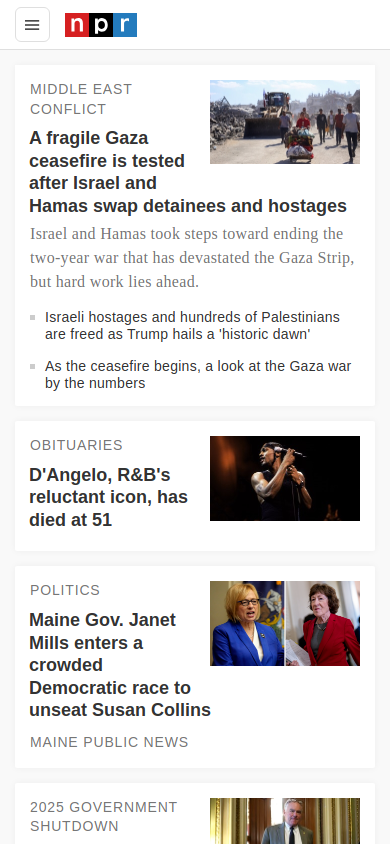 npr
MIDDLE EAST
CONFLICT
A fragile Gaza
ceasefire is tested
after Israel and
Hamas swap detainees and hostages
Israel and Hamas took steps toward ending the
two-year war that has devastated the Gaza Strip,
but hard work lies ahead.
Israeli hostages and hundreds of Palestinians
are freed as Trump hails a 'historic dawn'
As the ceasefire begins, a look at the Gaza war
by the numbers
OBITUARIES
D'Angelo, R&B's
reluctant icon, has
died at 51
POLITICS
Maine Gov. Janet
Mills enters a
crowded
Democratic race to
unseat Susan Collins
MAINE PUBLIC NEWS
2025 GOVERNMENT
SHUTDOWN